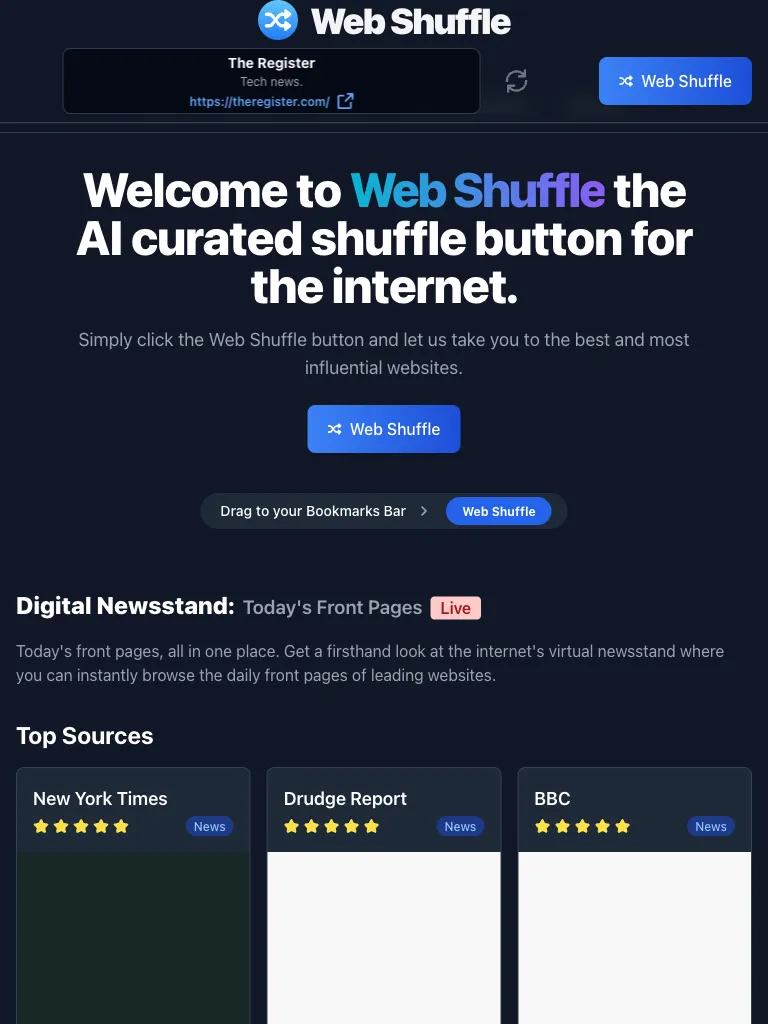 Web Shuffle
The Register
Tech news.
https://theregister.com/
Web Shuffle
Welcome to Web Shuffle the
AI curated shuffle button for
the internet.
Simply click the Web Shuffle button and let us take you to the best and most
influential websites.
Web Shuffle
Drag to your Bookmarks Bar
Web Shuffle
Digital Newsstand: Today's Front Pages Live
Today's front pages, all in one place. Get a firsthand look at the internet's virtual newsstand where
you can instantly browse the daily front pages of leading websites.
Top Sources
New York Times
News
Drudge Report
News
BBC
News